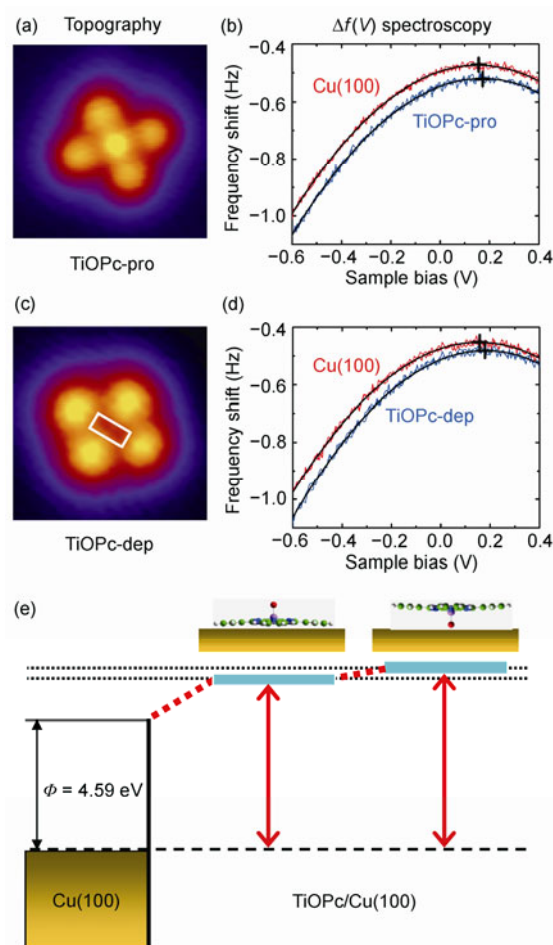 (a) Topography
(b) Δf(V) spectroscopy
TiOPc-pro
Frequency shift (Hz)
−0.4
−0.6
−0.8
−1.0
Cu(100)
TiOPc-pro
−0.6 −0.4 −0.2 0.0 0.2 0.4
Sample bias (V)
(c)
TiOPc-dep
(d)
Frequency shift (Hz)
−0.4
−0.6
−0.8
−1.0
Cu(100)
TiOPc-dep
−0.6 −0.4 −0.2 0.0 0.2 0.4
Sample bias (V)
(e)
Φ = 4.59 eV
Cu(100)
TiOPc/Cu(100)